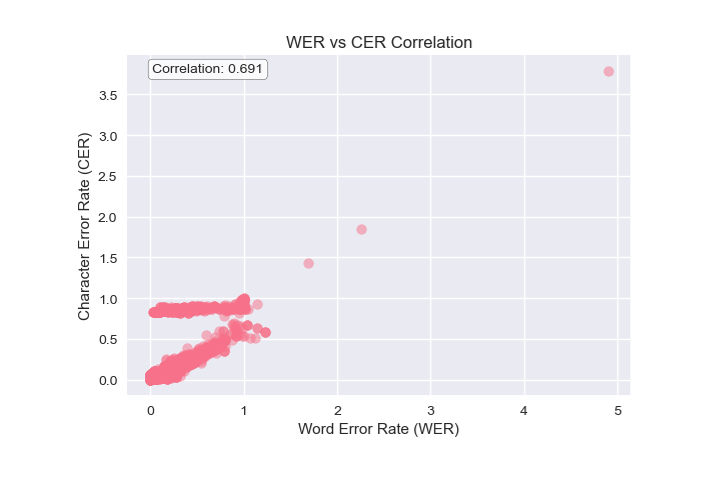 WER vs CER Correlation
Correlation: 0.691
Character Error Rate (CER)
3.5
3.0
2.5
2.0
1.5
1.0
0.5
0.0
0 1 2 3 4 5
Word Error Rate (WER)